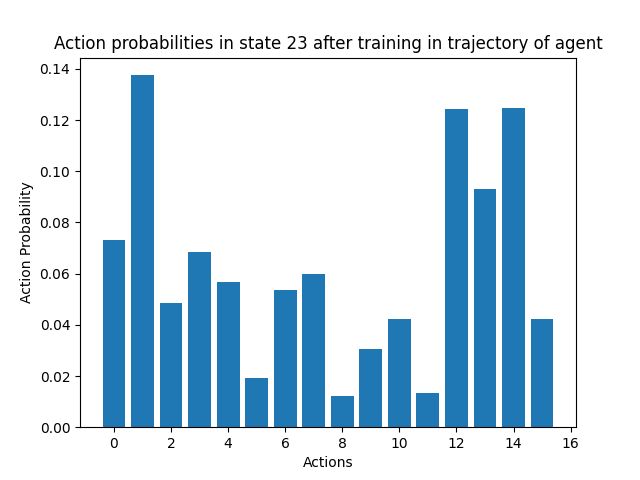 Action probabilities in state 23 after training in trajectory of agent
0.14
0.12
0.10
0.08
0.06
0.04
0.02
0.00
Action Probability
0 2 4 6 8 10 12 14 16
Actions